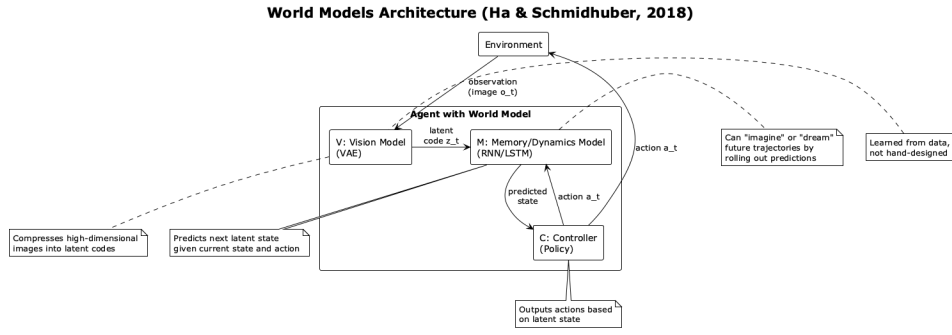 World Models Architecture (Ha & Schmidhuber, 2018)
Environment
observation
(image o_t)
Agent with World Model
V: Vision Model
(VAE)
latent
code z_t
M: Memory/Dynamics Model
(RNN/LSTM)
action a_t
Can "imagine" or "dream"
future trajectories by
rolling out predictions
Learned from data,
not hand-designed
predicted
state
action a_t
Compresses high-dimensional
images into latent codes
Predicts next latent state
given current state and action
C: Controller
(Policy)
Outputs actions based
on latent state